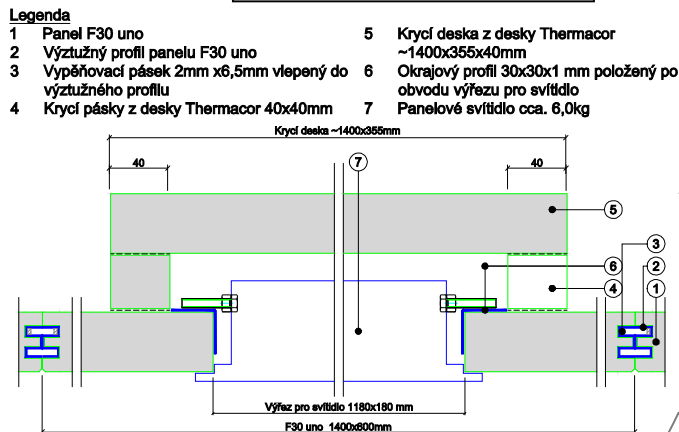 Legenda
1 Panel F30 uno
2 Výztužný profil panelu F30 uno
3 Vypěňovací pásek 2mm x6,5mm vlepený do
výztužného profilu
4 Krycí pásky z desky Thermacor 40x40mm
5 Krycí deska z desky Thermacor
~1400x355x40mm
6 Okrajový profil 30x30x1 mm položený po
obvodu výřezu pro svítidlo
7 Panelové svítidlo cca. 6,0kg
Krycí deska ~1400x355mm
40
7
40
5
3
6
2
4
1
Výřez pro svítidlo 1180x180 mm
F30 uno 1400x600mm